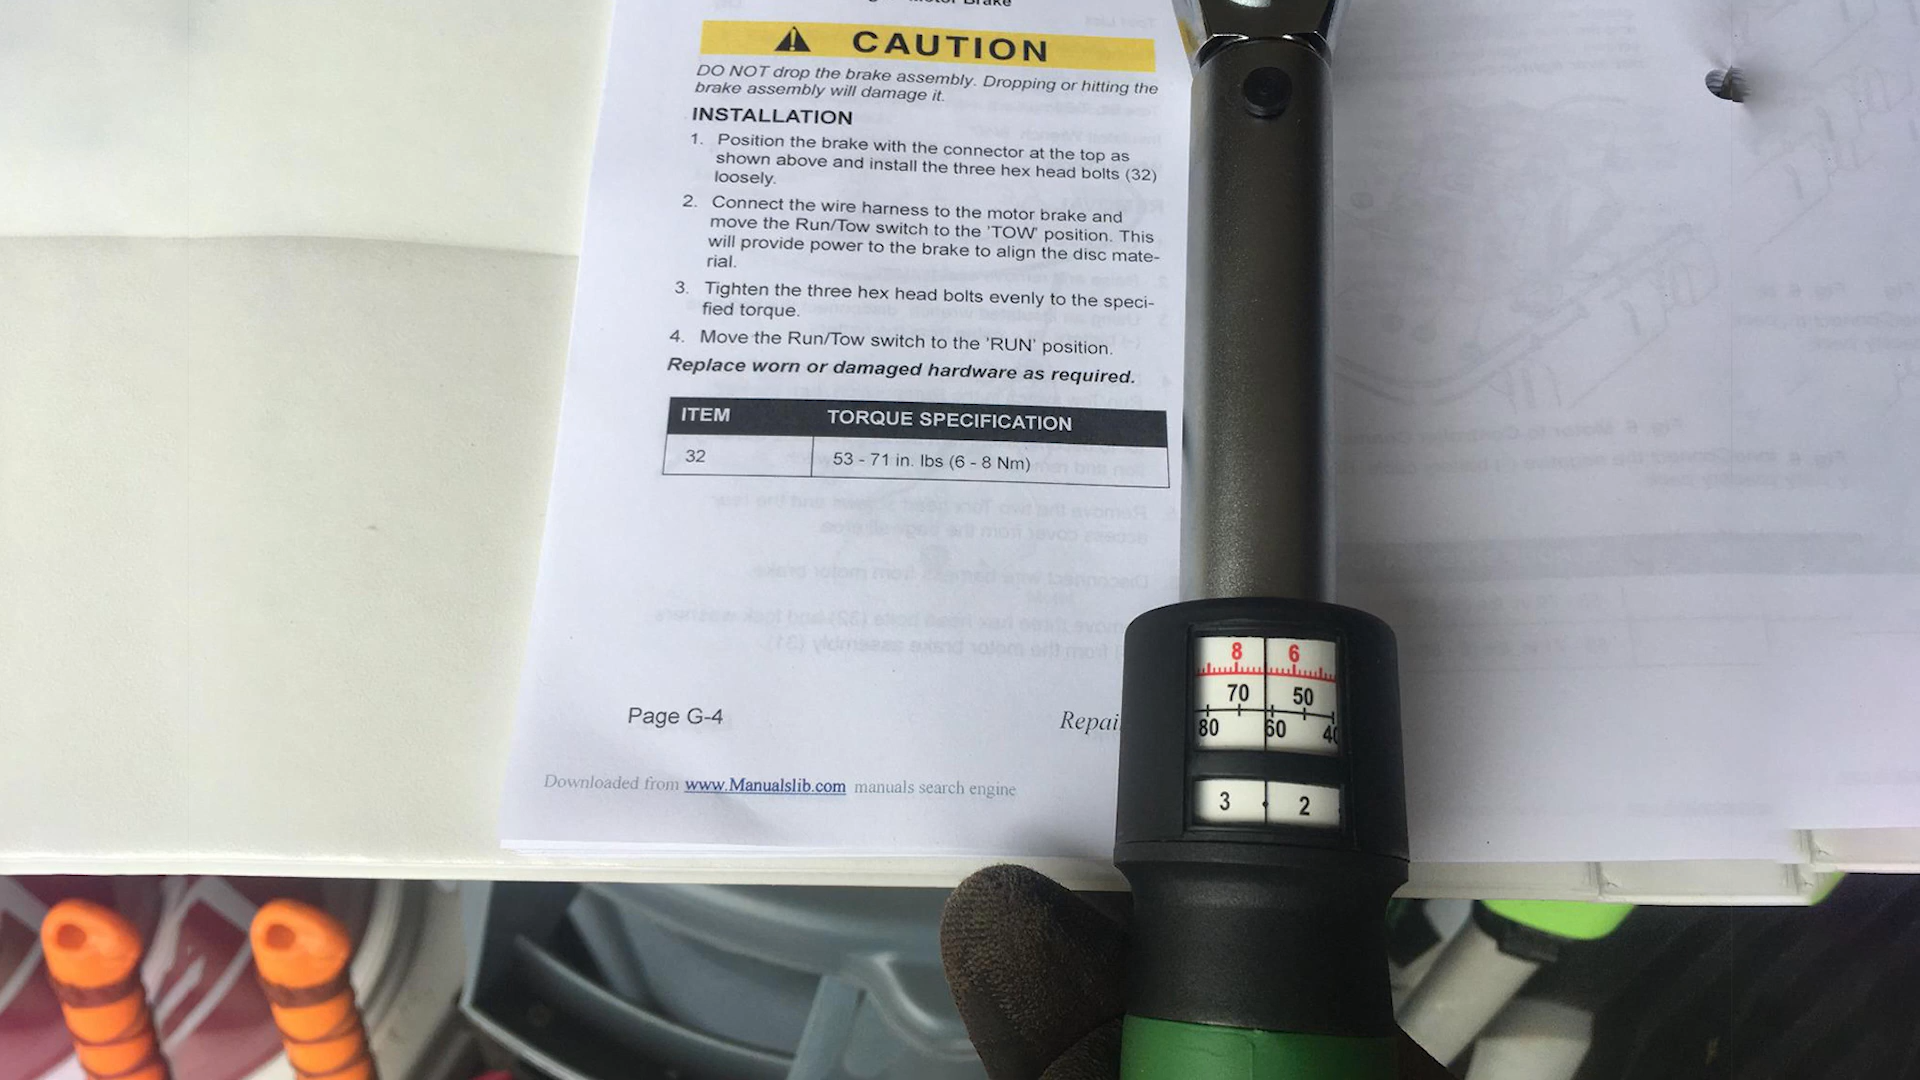 Motor Brake
CAUTION
DO NOT drop the brake assembly. Dropping or hitting the
brake assembly will damage it.
INSTALLATION
1. Position the brake with the connector at the top as
shown above and install the three hex head bolts (32)
loosely.
2. Connect the wire harness to the motor brake and
move the Run/Tow switch to the 'TOW' position. This
will provide power to the brake to align the disc mate-
rial.
3. Tighten the three hex head bolts evenly to the speci-
fied torque.
4. Move the Run/Tow switch to the 'RUN' position.
Replace worn or damaged hardware as required.
ITEM TORQUE SPECIFICATION
32 53 - 71 in. lbs (6 - 8 Nm)
Page G-4 Repai
Downloaded from www.Manualslib.com manuals search engine
8 6
70 50
80 60 40
3 2